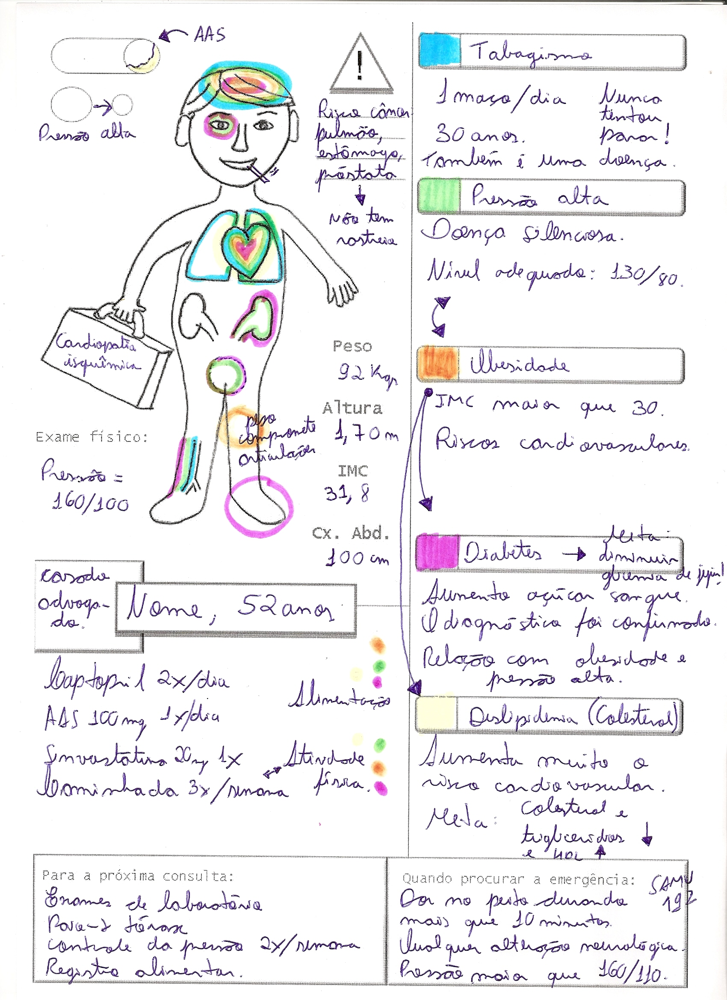 AAS
Pressão alta
!
Risco câncer
pulmão,
estômago,
próstata
Não tem
rastreio
Cardiopatia
isquêmica
Peso
92 Kgr
Altura
1,70 m
peso
compromete
articulações
IMC
31,8
Cx. Abd.
100 cm
Exame físico:
Pressão =
160/100
casado
advoga-
do.
Nome, 52 anos
Captopril 2x/dia
AAS 100 mg 1x/dia
Sinvastatina 20mg 1x
Caminhada 3x/semana
Alimentação
Atividade
física.
Tabagismo
1 maço/dia
30 anos.
Nunca
tentou
parar!
Também é uma doença.
Pressão alta
Doença silenciosa.
Nível adequado: 130/80.
Obesidade
IMC maior que 30.
Riscos cardiovasculares.
Diabetes → Meta:
diminuir
glicemia de jejum!
Aumento açúcar sangue.
O diagnóstico foi confirmado.
Relação com obesidade e
pressão alta.
Dislipidemia (Colesterol)
Aumenta muito o
risco cardiovascular.
Meta: Colesterol e
triglicerídeos ↓
e HDL ↑
Para a próxima consulta:
Exames de laboratório
Raio-X tórax
controle da pressão 2x/semana
Registro alimentar.
Quando procurar a emergência: SAMU
192
Dor no peito durando
mais que 10 minutos.
Qualquer alteração neurológica.
Pressão maior que 160/110.